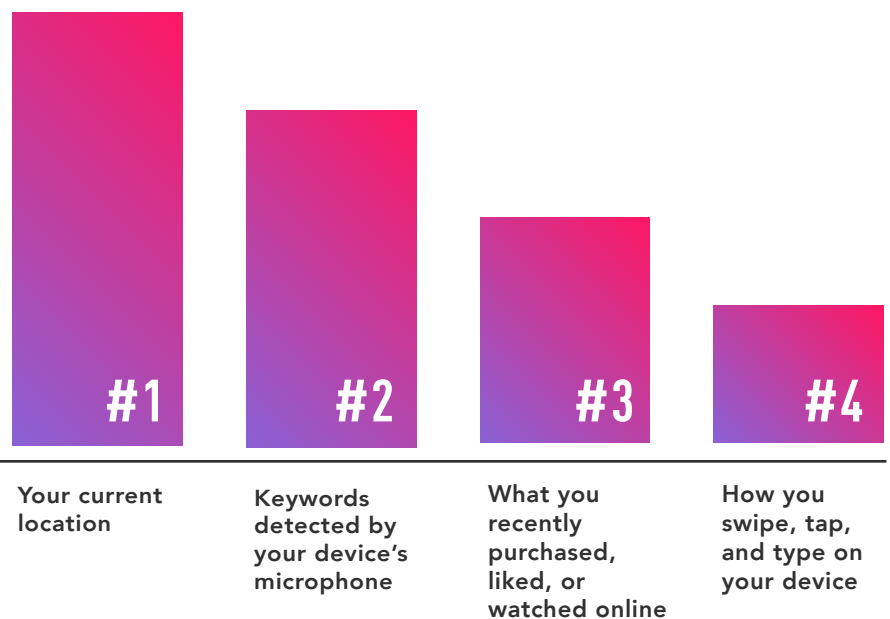 #1
#2
#3
#4
Your current
location
Keywords
detected by
your device’s
microphone
What you
recently
purchased,
liked, or
watched online
How you
swipe, tap,
and type on
your device